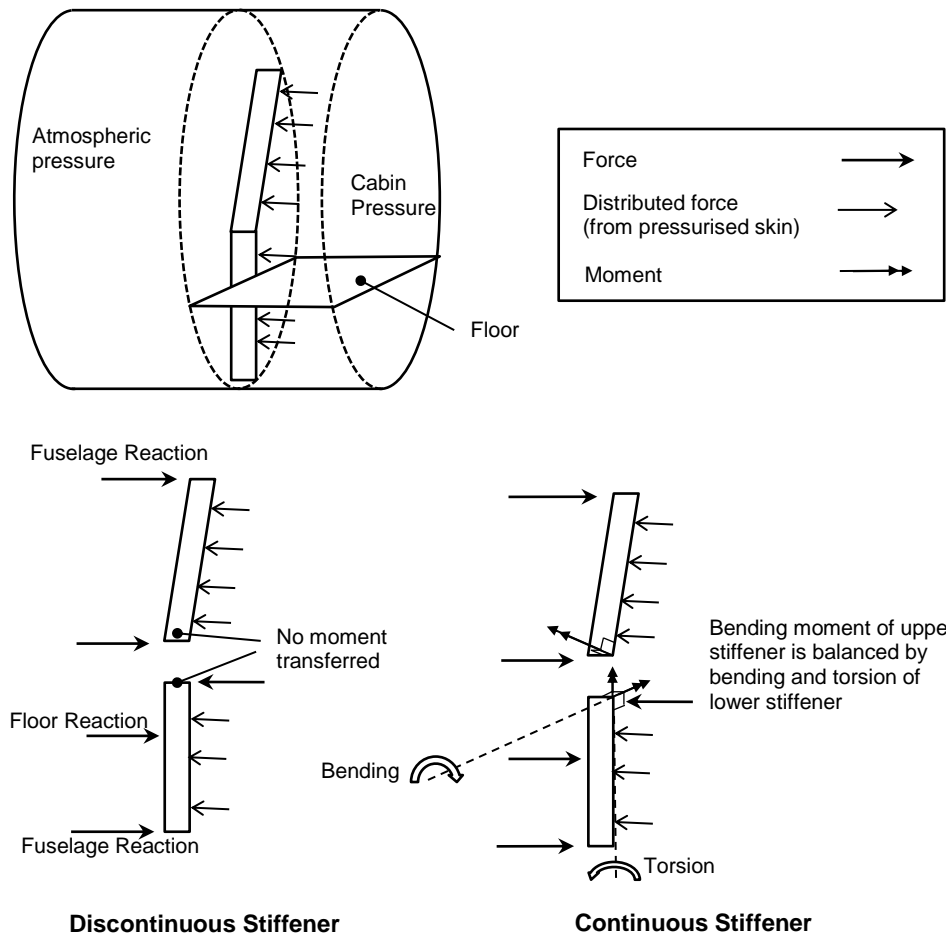 Atmospheric
pressure
Cabin
Pressure
Floor
Force
Distributed force
(from pressurised skin)
Moment
Fuselage Reaction
No moment
transferred
Floor Reaction
Fuselage Reaction
Discontinuous Stiffener
Bending moment of uppe
stiffener is balanced by
bending and torsion of
lower stiffener
Bending
Torsion
Continuous Stiffener